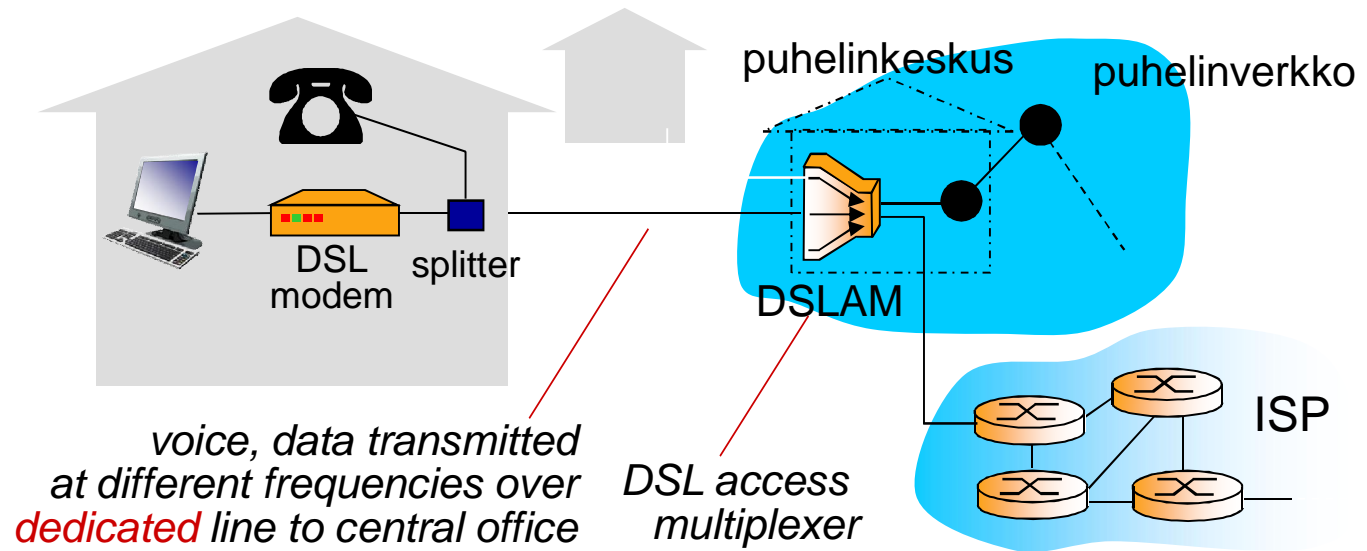 puhelinkeskus
puhelinverkko
DSL
modem
splitter
DSLAM
ISP
voice, data transmitted
at different frequencies over
dedicated line to central office
DSL access
multiplexer